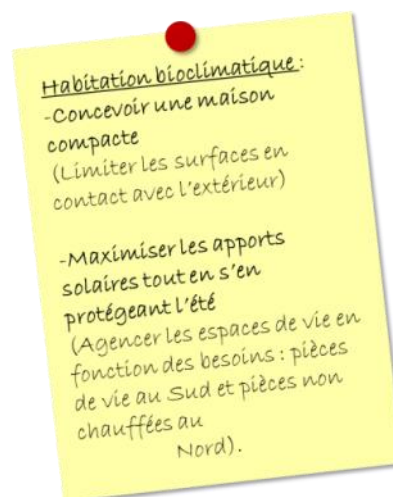 Habitation bioclimatique :
-Concevoir une maison
compacte
(Limiter les surfaces en
contact avec l'extérieur)
-Maximiser les apports
solaires tout en s'en
protégeant l'été
(Agencer les espaces de vie en
fonction des besoins : pièces
de vie au Sud et pièces non
chauffées au
Nord).